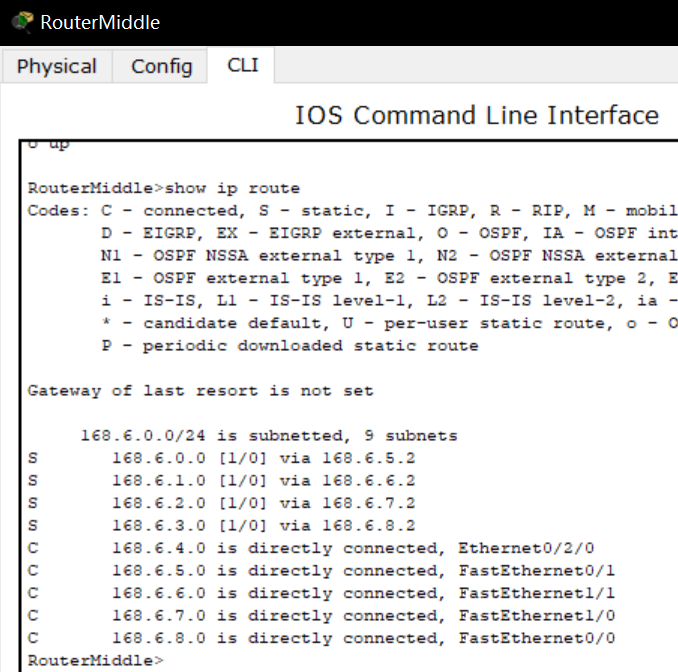 RouterMiddle
Physical Config CLI
IOS Command Line Interface
o up
RouterMiddle>show ip route
Codes: C - connected, S - static, I - IGRP, R - RIP, M - mobil
D - EIGRP, EX - EIGRP external, O - OSPF, IA - OSPF int
N1 - OSPF NSSA external type 1, N2 - OSPF NSSA external
E1 - OSPF external type 1, E2 - OSPF external type 2, E
i - IS-IS, L1 - IS-IS level-1, L2 - IS-IS level-2, ia -
* - candidate default, U - per-user static route, o - O
P - periodic downloaded static route
Gateway of last resort is not set
168.6.0.0/24 is subnetted, 9 subnets
S 168.6.0.0 [1/0] via 168.6.5.2
S 168.6.1.0 [1/0] via 168.6.6.2
S 168.6.2.0 [1/0] via 168.6.7.2
S 168.6.3.0 [1/0] via 168.6.8.2
C 168.6.4.0 is directly connected, Ethernet0/2/0
C 168.6.5.0 is directly connected, FastEthernet0/1
C 168.6.6.0 is directly connected, FastEthernet1/1
C 168.6.7.0 is directly connected, FastEthernet1/0
C 168.6.8.0 is directly connected, FastEthernet0/0
RouterMiddle>